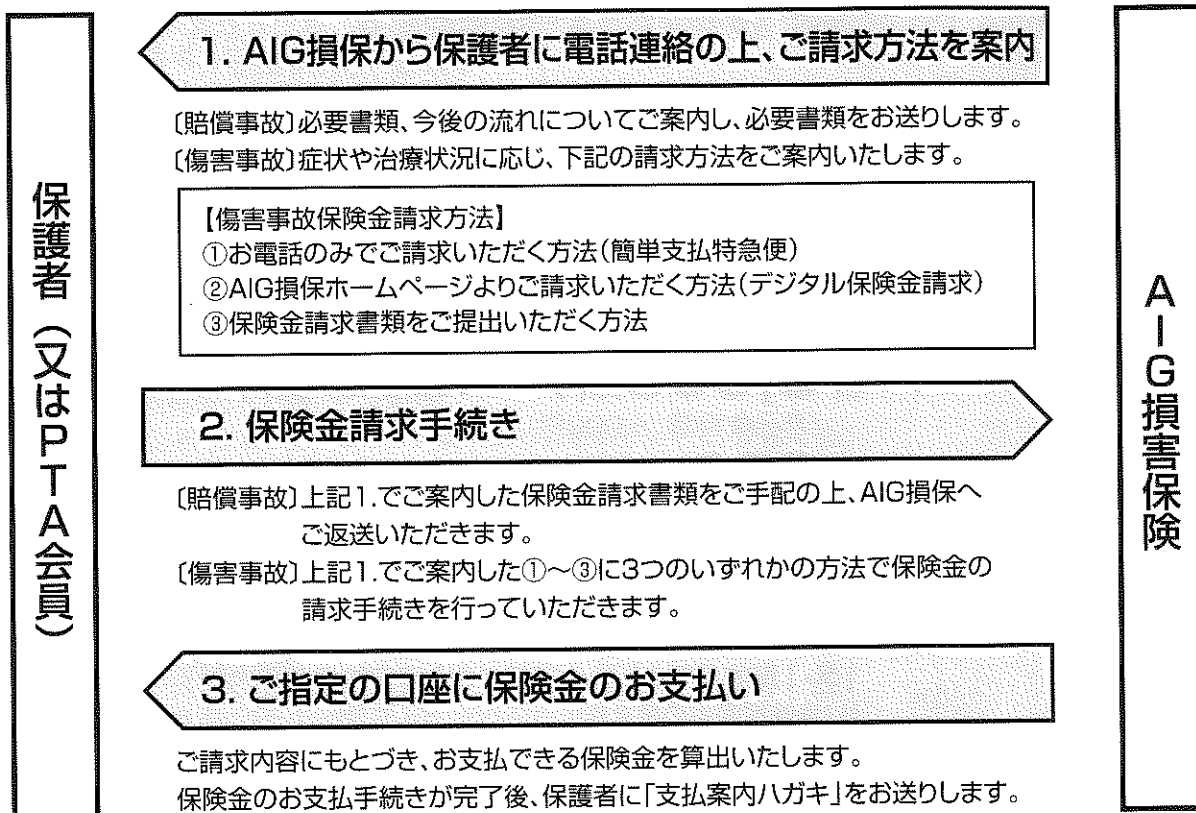 保護者（又はPTA会員）
1. AIG損保から保護者に電話連絡の上、ご請求方法を案内
〔賠償事故〕必要書類、今後の流れについてご案内し、必要書類をお送りします。
〔傷害事故〕症状や治療状況に応じ、下記の請求方法をご案内いたします。
【傷害事故保険金請求方法】
①お電話のみでご請求いただく方法（簡単支払特急便）
②AIG損保ホームページよりご請求いただく方法（デジタル保険金請求）
③保険金請求書類をご提出いただく方法
2. 保険金請求手続き
〔賠償事故〕上記1.でご案内した保険金請求書類をご手配の上、AIG損保へ
ご返送いただきます。
〔傷害事故〕上記1.でご案内した①～③に3つのいずれかの方法で保険金の
請求手続きを行っていただきます。
3. ご指定の口座に保険金のお支払い
ご請求内容にもとづき、お支払できる保険金を算出いたします。
保険金のお支払手続きが完了後、保護者に「支払案内ハガキ」をお送りします。
AIG損害保険